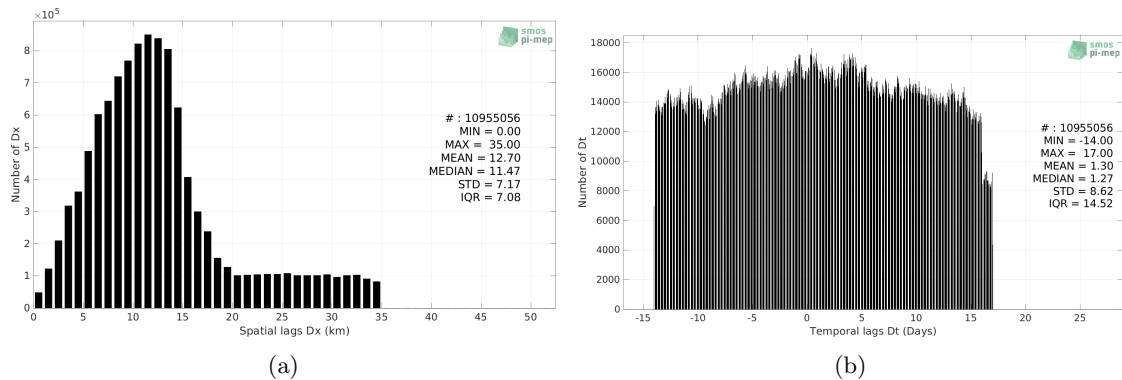 ×10^5
9
8
7
6
5
4
3
2
1
0
Number of Dx
0 5 10 15 20 25 30 35 40 45 50
Spatial lags Dx (km)
smos
pi-mep
# : 10955056
MIN = 0.00
MAX = 35.00
MEAN = 12.70
MEDIAN = 11.47
STD = 7.17
IQR = 7.08
(a)
18000
16000
14000
12000
10000
8000
6000
4000
2000
0
Number of Dt
-15 -10 -5 0 5 10 15 20 25
Temporal lags Dt (Days)
smos
pi-mep
# : 10955056
MIN = -14.00
MAX = 17.00
MEAN = 1.30
MEDIAN = 1.27
STD = 8.62
IQR = 14.52
(b)